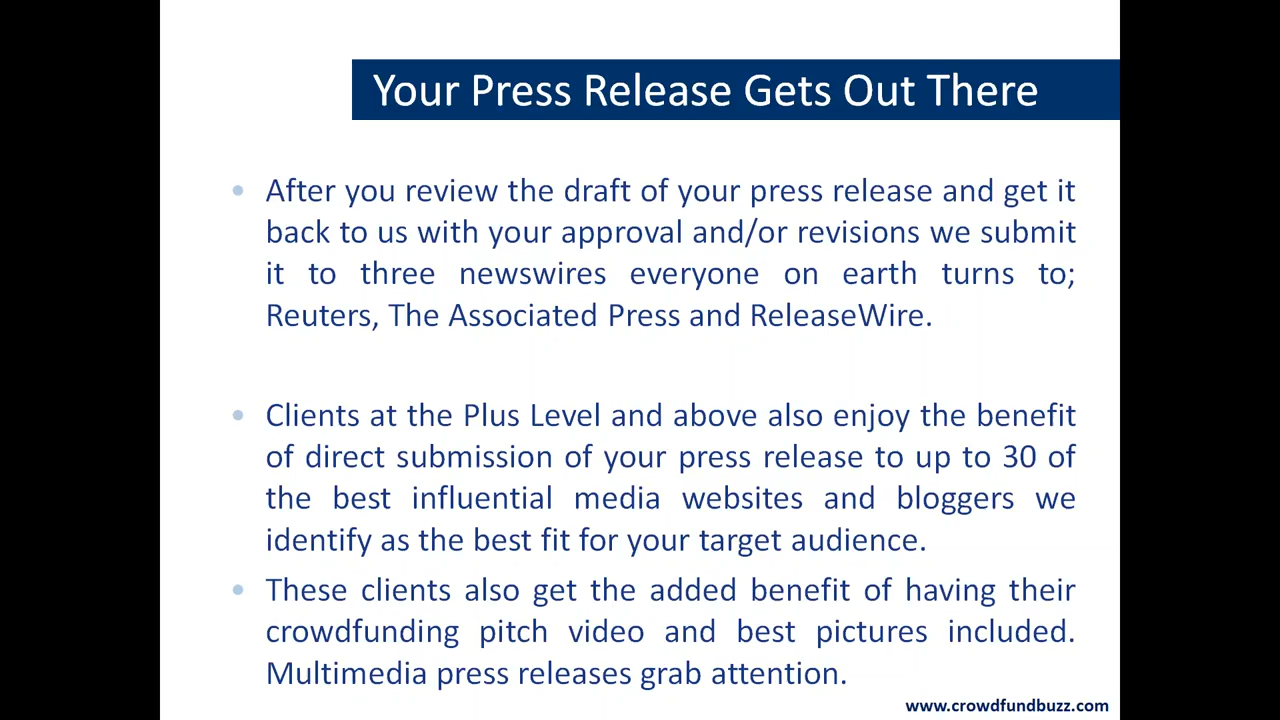 Your Press Release Gets Out There
• After you review the draft of your press release and get it
back to us with your approval and/or revisions we submit
it to three newswires everyone on earth turns to;
Reuters, The Associated Press and ReleaseWire.
• Clients at the Plus Level and above also enjoy the benefit
of direct submission of your press release to up to 30 of
the best influential media websites and bloggers we
identify as the best fit for your target audience.
• These clients also get the added benefit of having their
crowdfunding pitch video and best pictures included.
Multimedia press releases grab attention.
www.crowdfundbuzz.com